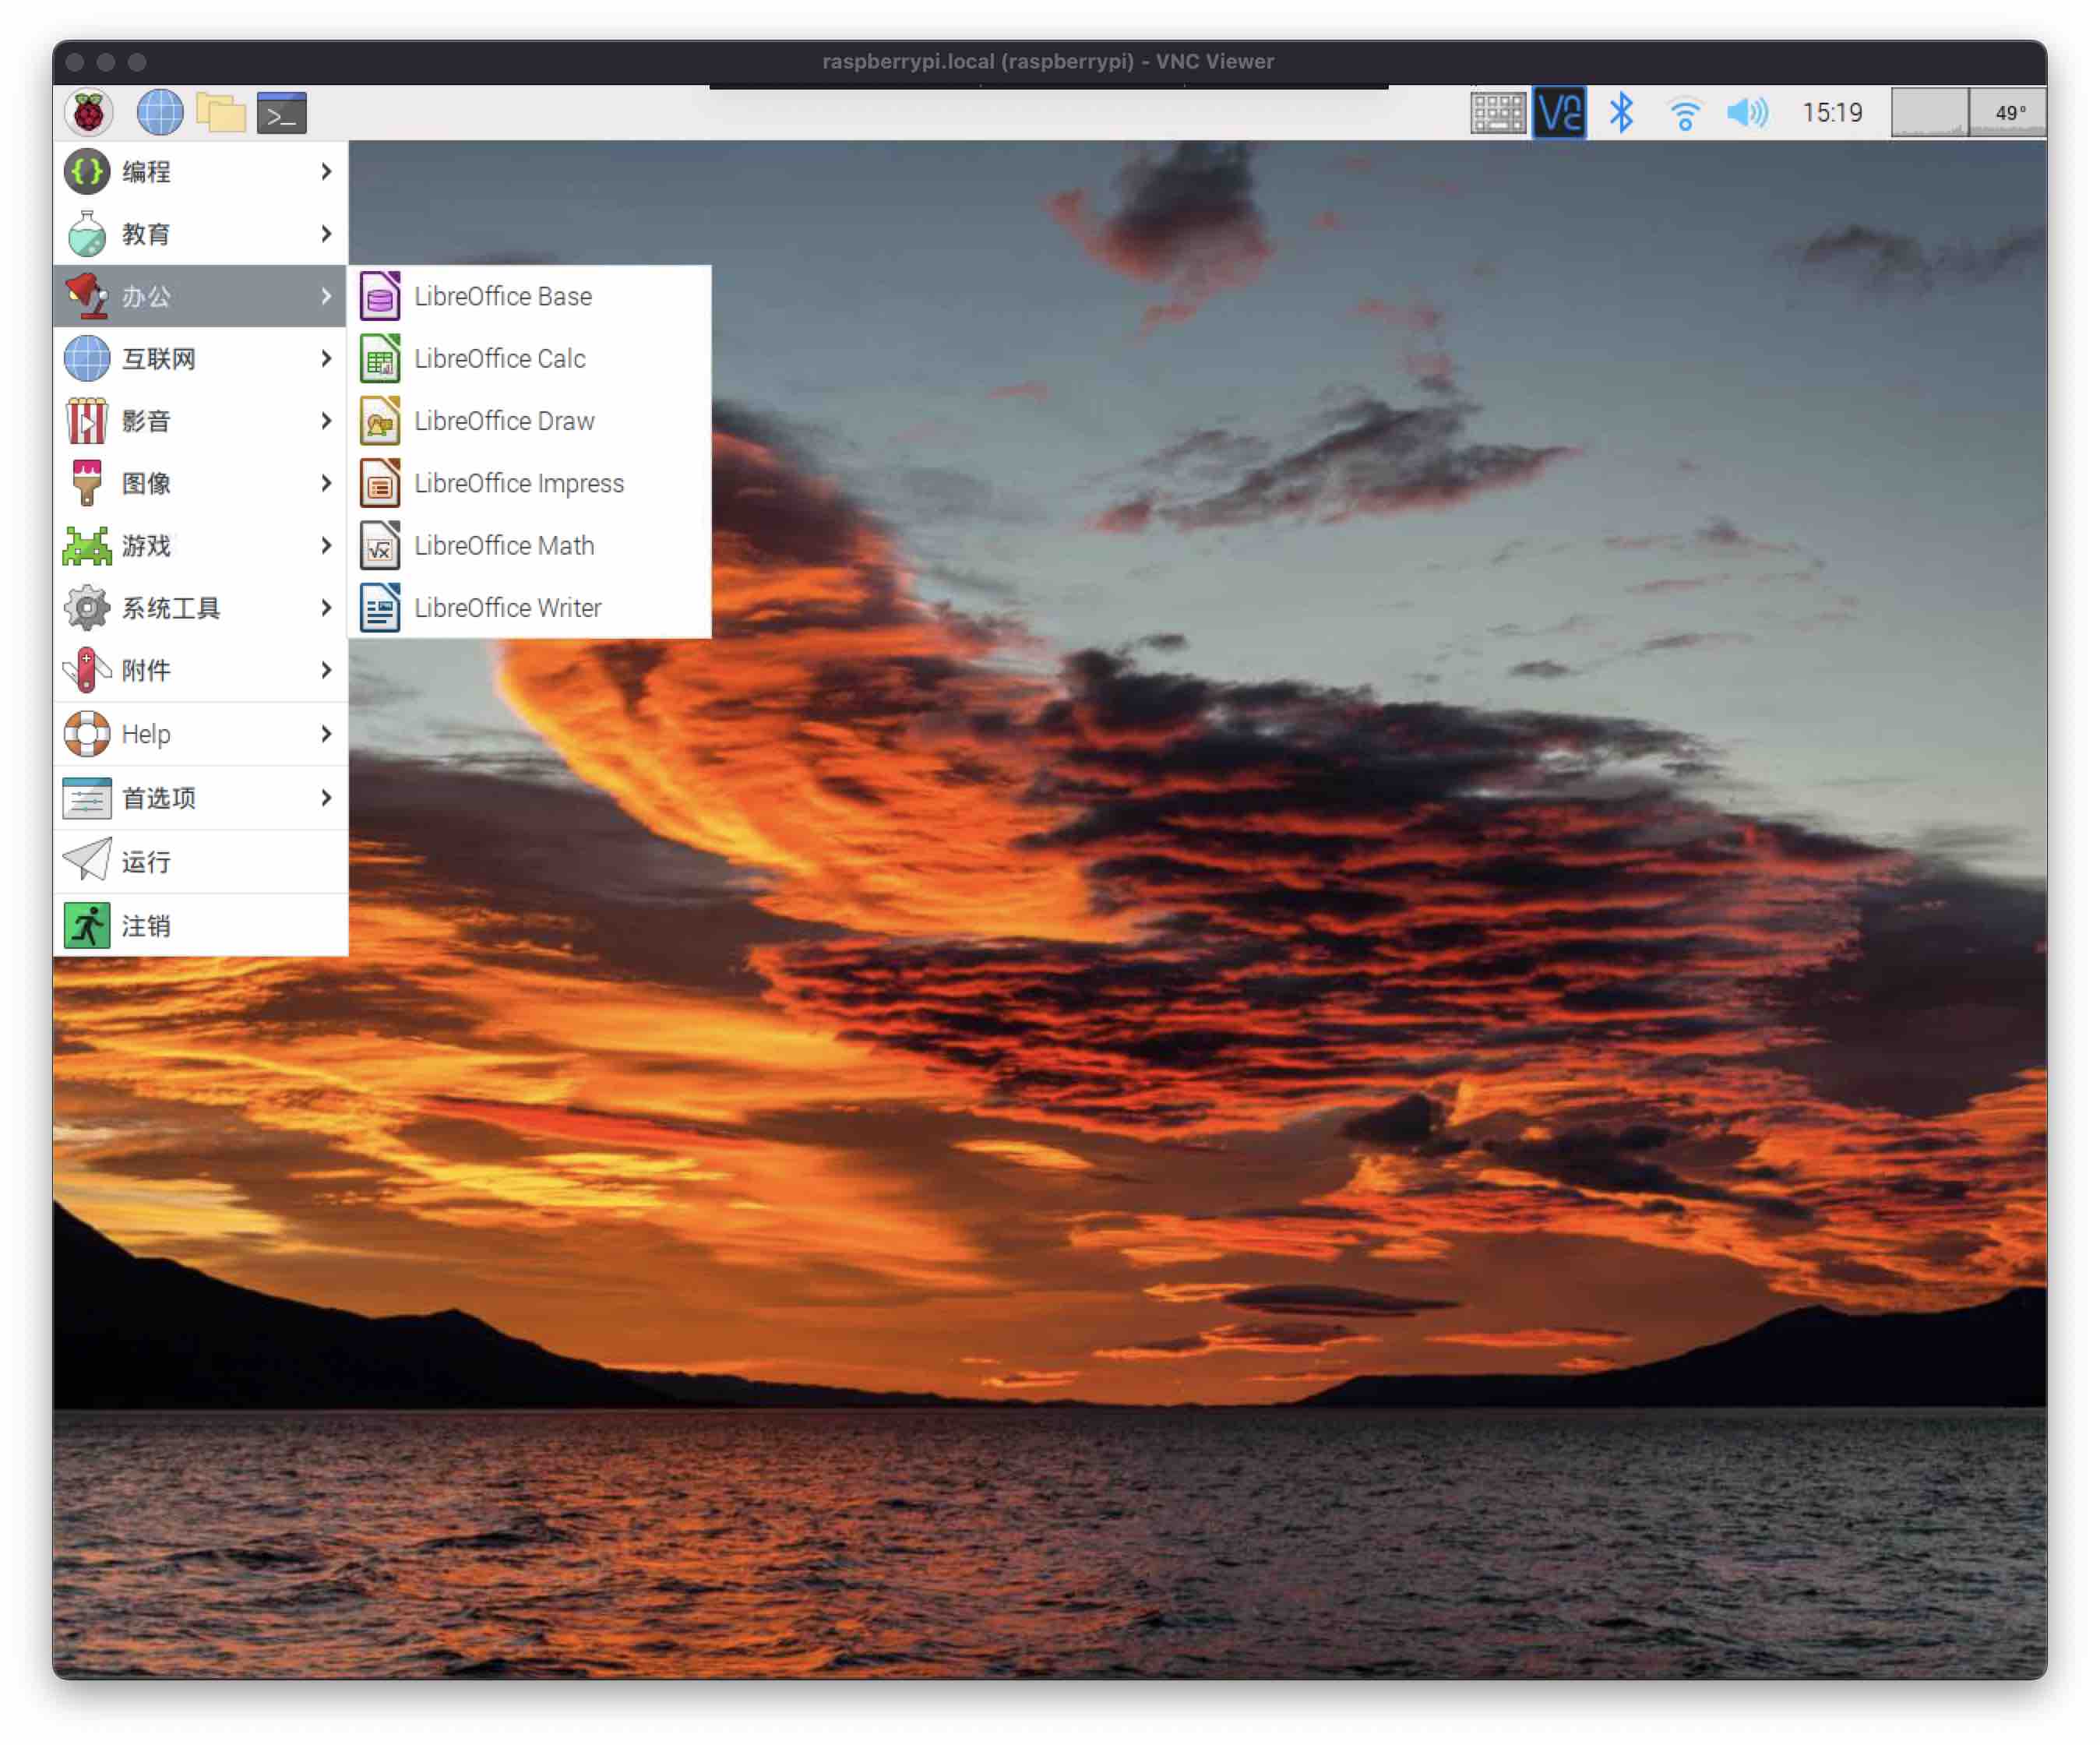 raspberrypi.local (raspberrypi) - VNC Viewer
15:19
49°
编程
教育
办公
互联网
影音
图像
游戏
系统工具
附件
Help
首选项
运行
注销
LibreOffice Base
LibreOffice Calc
LibreOffice Draw
LibreOffice Impress
LibreOffice Math
LibreOffice Writer